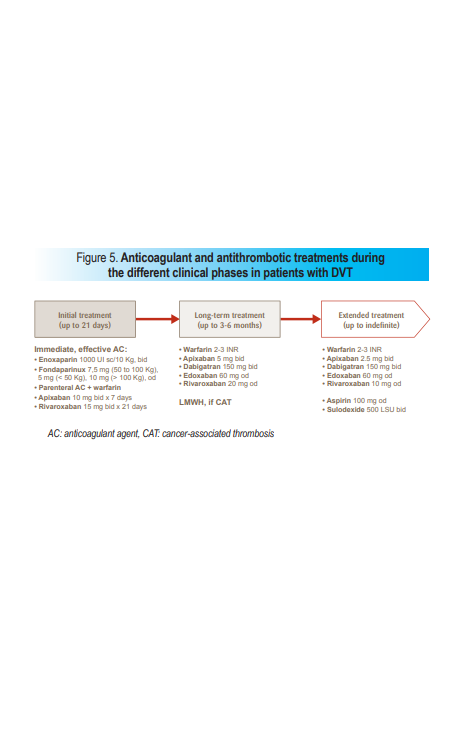 Figure 5. Anticoagulant and antithrombotic treatments during
the different clinical phases in patients with DVT
Initial treatment
(up to 21 days)
Long-term treatment
(up to 3-6 months)
Extended treatment
(up to indefinite)
Immediate, effective AC:
• Enoxaparin 1000 UI sc/10 Kg, bid
• Fondaparinux 7,5 mg (50 to 100 Kg),
5 mg (< 50 Kg), 10 mg (> 100 Kg), od
• Parenteral AC + warfarin
• Apixaban 10 mg bid x 7 days
• Rivaroxaban 15 mg bid x 21 days
• Warfarin 2-3 INR
• Apixaban 5 mg bid
• Dabigatran 150 mg bid
• Edoxaban 60 mg od
• Rivaroxaban 20 mg od
LMWH, if CAT
• Warfarin 2-3 INR
• Apixaban 2.5 mg bid
• Dabigatran 150 mg bid
• Edoxaban 60 mg od
• Rivaroxaban 10 mg od
• Aspirin 100 mg od
• Sulodexide 500 LSU bid
AC: anticoagulant agent, CAT: cancer-associated thrombosis